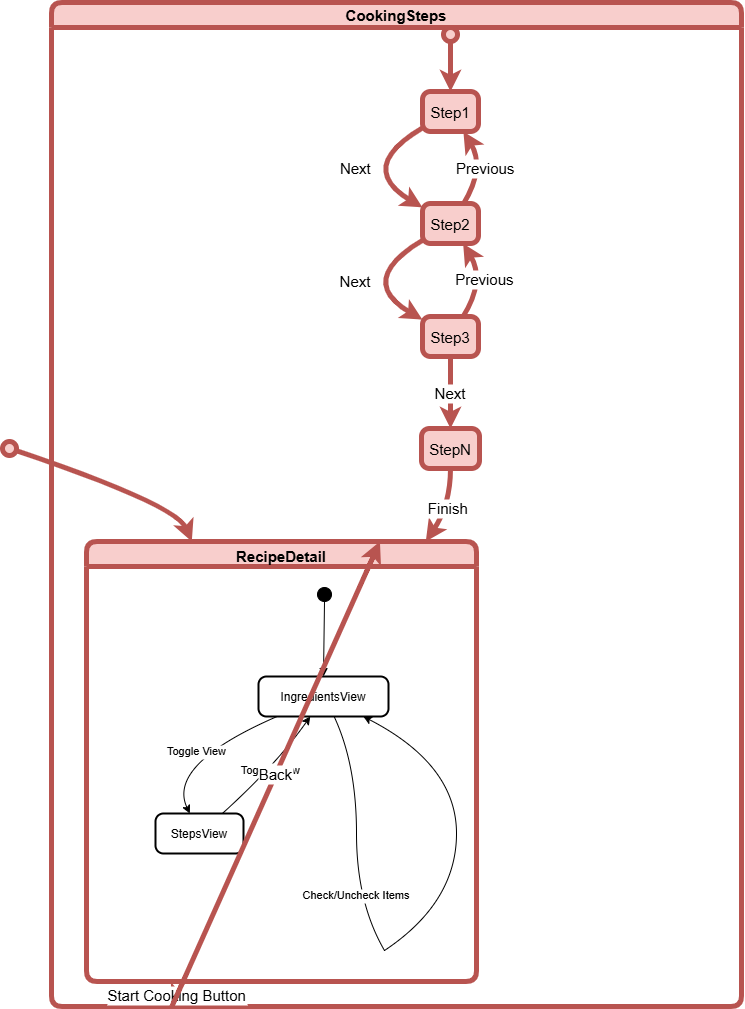 CookingSteps
Step1
Next
Previous
Step2
Next
Previous
Step3
Next
StepN
Finish
RecipeDetail
IngredientsView
Toggle View
Back
StepsView
Check/Uncheck Items
Start Cooking Button